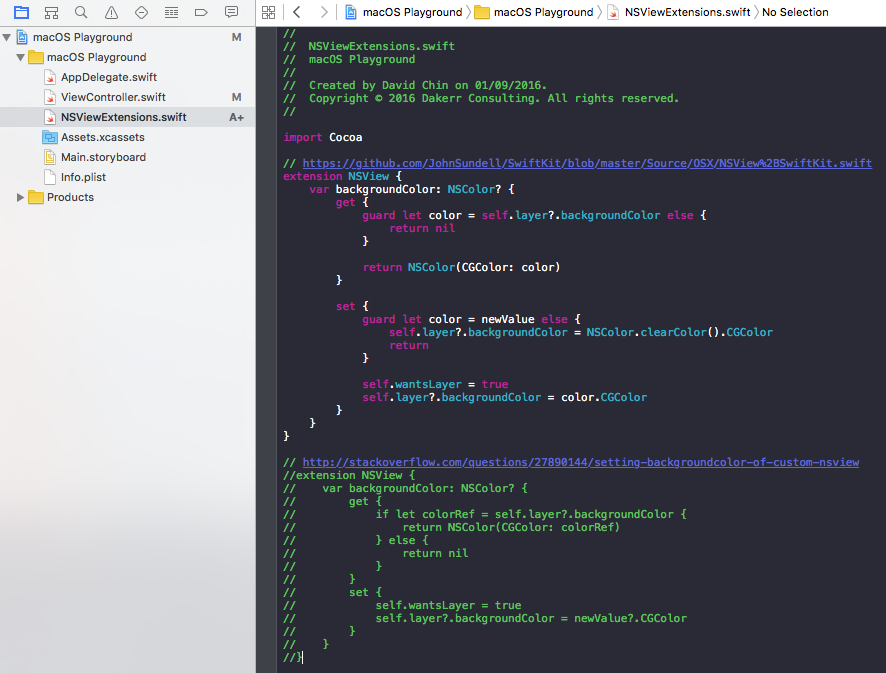 macOS Playground M
macOS Playground
AppDelegate.swift
ViewController.swift M
NSViewExtensions.swift A+
Assets.xcassets
Main.storyboard
Info.plist
Products
macOS Playground macOS Playground NSViewExtensions.swift No Selection
//
//  NSViewExtensions.swift
//  macOS Playground
//
//  Created by David Chin on 01/09/2016.
//  Copyright © 2016 Dakerr Consulting. All rights reserved.
//
import Cocoa
// https://github.com/JohnSundell/SwiftKit/blob/master/Source/OSX/NSView%2BSwiftKit.swift
extension NSView {
    var backgroundColor: NSColor? {
        get {
            guard let color = self.layer?.backgroundColor else {
                return nil
            }
            return NSColor(CGColor: color)
        }
        set {
            guard let color = newValue else {
                self.layer?.backgroundColor = NSColor.clearColor().CGColor
                return
            }
            self.wantsLayer = true
            self.layer?.backgroundColor = color.CGColor
        }
    }
}
// http://stackoverflow.com/questions/27890144/setting-backgroundcolor-of-custom-nsview
//extension NSView {
//    var backgroundColor: NSColor? {
//        get {
//            if let colorRef = self.layer?.backgroundColor {
//                return NSColor(CGColor: colorRef)
//            } else {
//                return nil
//            }
//        }
//        set {
//            self.wantsLayer = true
//            self.layer?.backgroundColor = newValue?.CGColor
//        }
//    }
//}